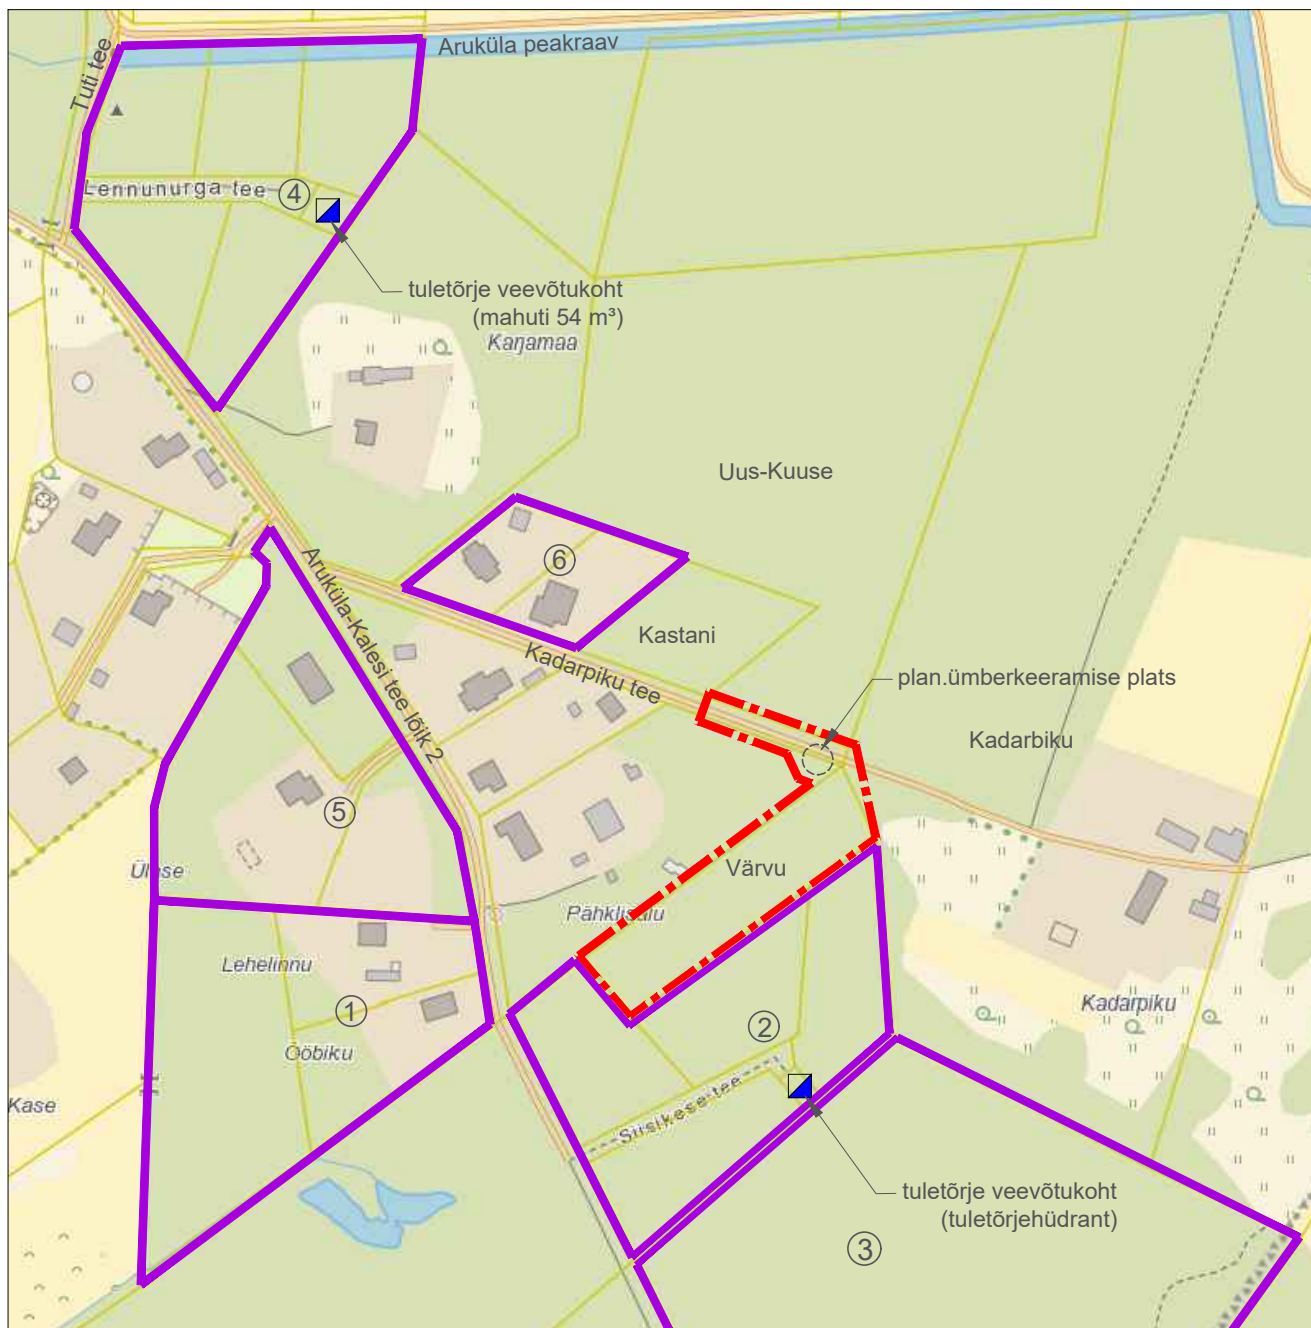 Aruküla peakraav
Tuti tee
Lennunurga tee
4
tuletõrje veevõtukoht
(mahuti 54 m³)
Karjamaa
Uus-Kuuse
6
Aruküla-Kalesi tee lõik 2
Kastani
Kadarpiku tee
plan.ümberkeeramise plats
Kadarbiku
5
Värvu
Ülase
Pähklisalu
Lehelinnu
1
Kadarpiku
2
Ööbiku
Kase
Siisikese tee
tuletõrje veevõtukoht
(tuletõrjehüdrant)
3